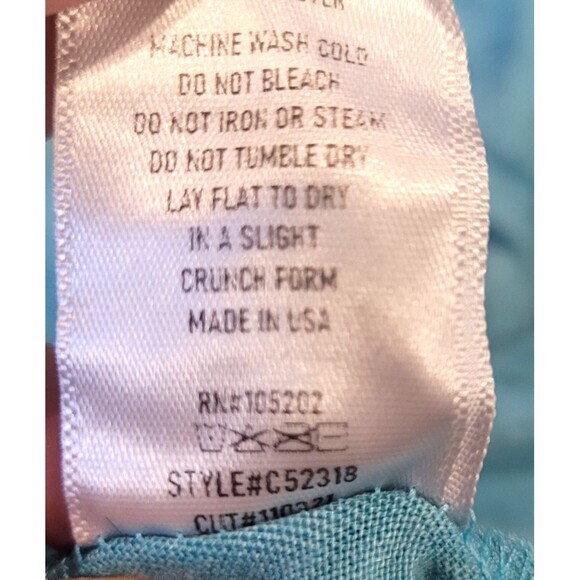 MACHINE WASH COLD
DO NOT BLEACH
DO NOT IRON OR STEAM
DO NOT TUMBLE DRY
LAY FLAT TO DRY
IN A SLIGHT
CRUNCH FORM
MADE IN USA
RN#105202
STYLE#C52318